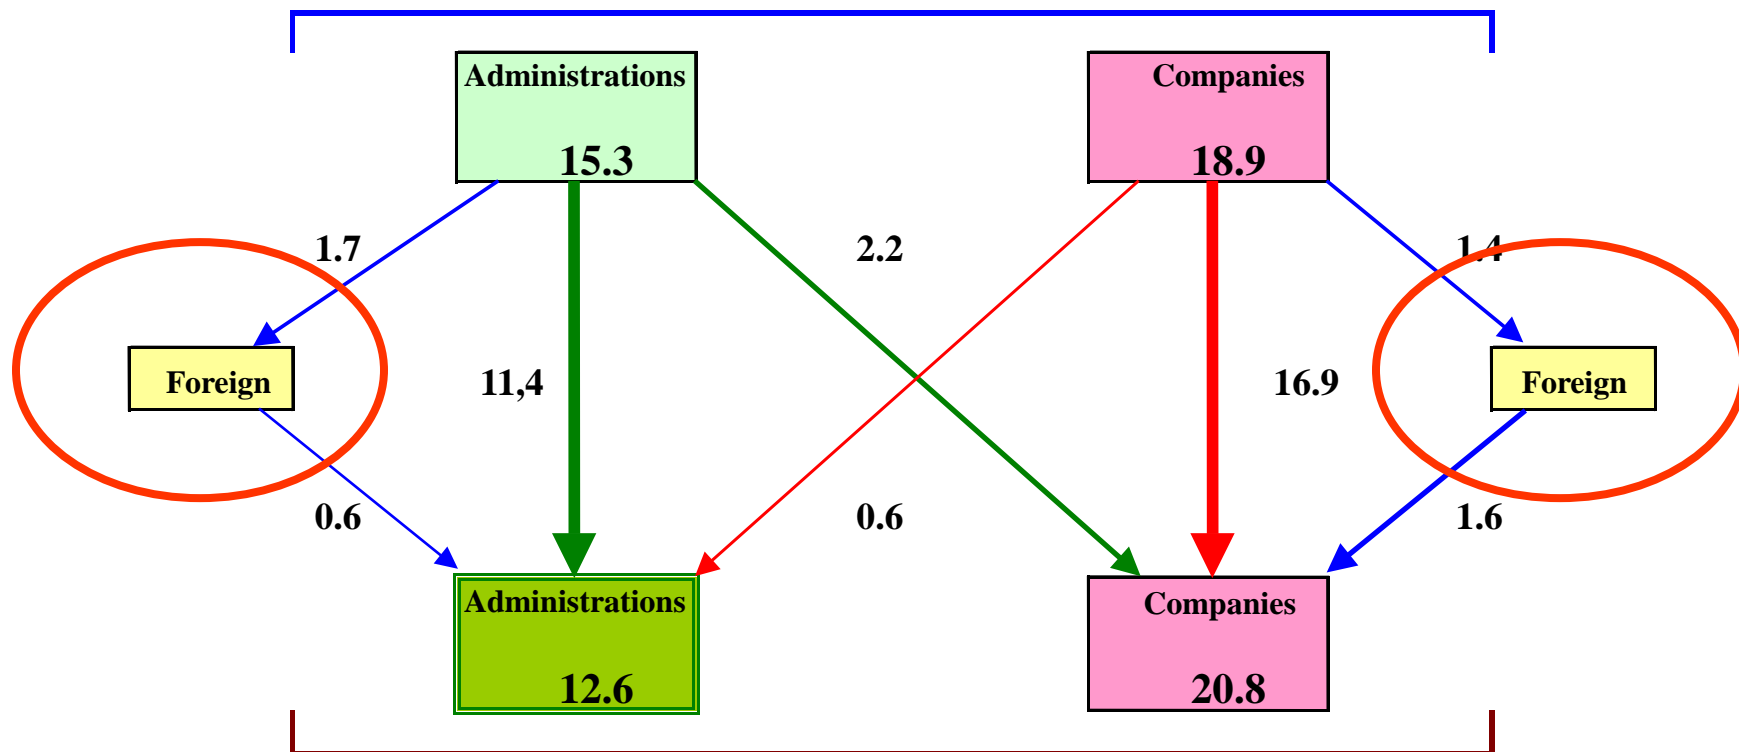 Administrations
Companies
15.3
18.9
1.7
2.2
1.4
Foreign
11,4
16.9
Foreign
0.6
0.6
1.6
Administrations
Companies
12.6
20.8